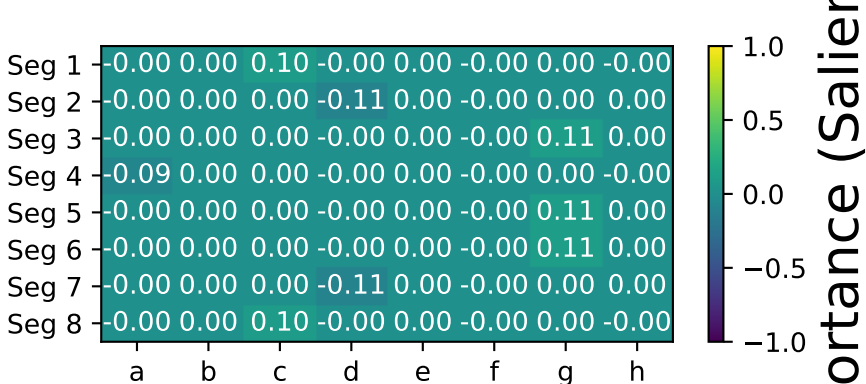 Seg 1 -0.00 0.00 0.10 -0.00 0.00 -0.00 0.00 -0.00
Seg 2 -0.00 0.00 0.00 -0.11 0.00 -0.00 0.00 0.00
Seg 3 -0.00 0.00 0.00 -0.00 0.00 -0.00 0.11 0.00
Seg 4 -0.09 0.00 0.00 -0.00 0.00 -0.00 0.00 -0.00
Seg 5 -0.00 0.00 0.00 -0.00 0.00 -0.00 0.11 0.00
Seg 6 -0.00 0.00 0.00 -0.00 0.00 -0.00 0.11 0.00
Seg 7 -0.00 0.00 0.00 -0.11 0.00 -0.00 0.00 0.00
Seg 8 -0.00 0.00 0.10 -0.00 0.00 -0.00 0.00 -0.00
a b c d e f g h
1.0
0.5
0.0
−0.5
−1.0
ortance (Salien